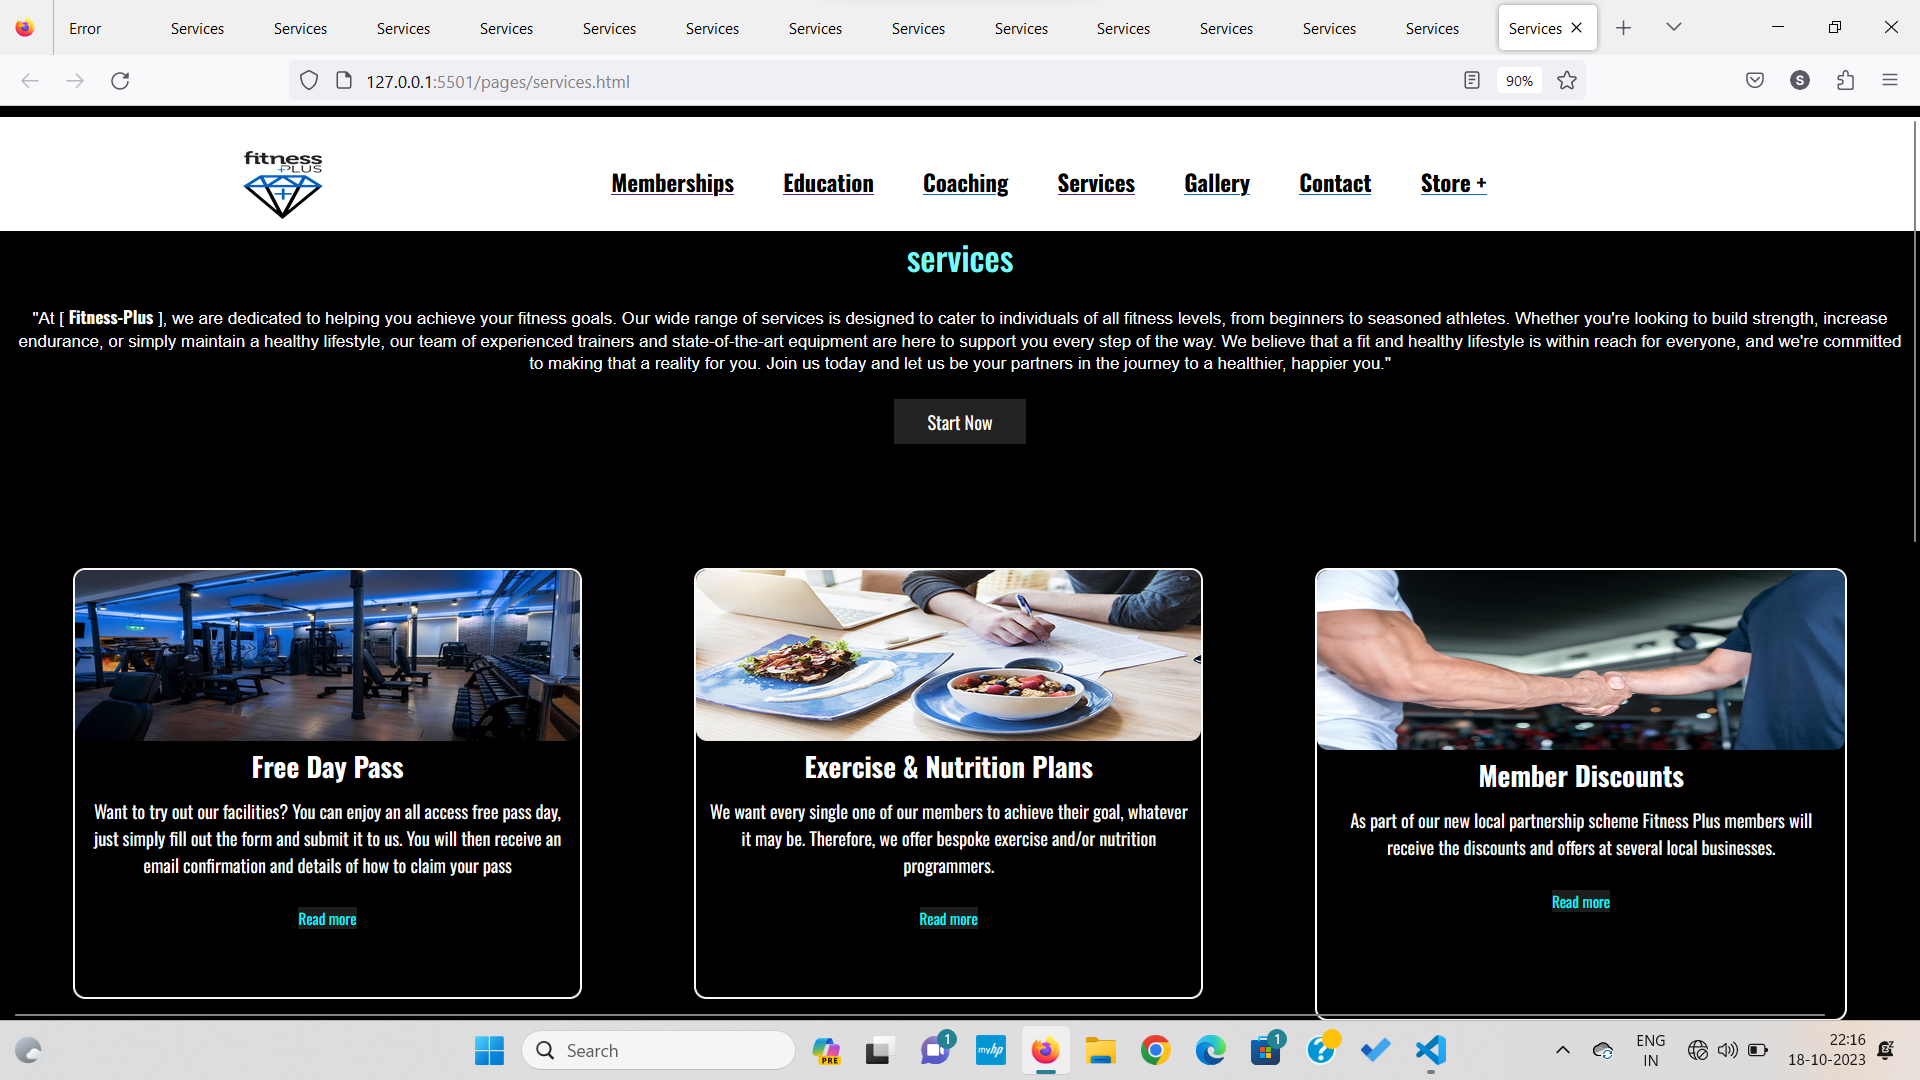 Error Services Services Services Services Services Services Services Services Services Services Services Services Services Services
127.0.0.1:5501/pages/services.html 90% S
fitness
PLUS
Memberships Education Coaching Services Gallery Contact Store +
services
"At [ Fitness-Plus ], we are dedicated to helping you achieve your fitness goals. Our wide range of services is designed to cater to individuals of all fitness levels, from beginners to seasoned athletes. Whether you're looking to build strength, increase
endurance, or simply maintain a healthy lifestyle, our team of experienced trainers and state-of-the-art equipment are here to support you every step of the way. We believe that a fit and healthy lifestyle is within reach for everyone, and we're committed
to making that a reality for you. Join us today and let us be your partners in the journey to a healthier, happier you."
Start Now
Free Day Pass
Want to try out our facilities? You can enjoy an all access free pass day,
just simply fill out the form and submit it to us. You will then receive an
email confirmation and details of how to claim your pass
Read more
Exercise & Nutrition Plans
We want every single one of our members to achieve their goal, whatever
it may be. Therefore, we offer bespoke exercise and/or nutrition
programmers.
Read more
Member Discounts
As part of our new local partnership scheme Fitness Plus members will
receive the discounts and offers at several local businesses.
Read more
Search
PRE
1
myhp
1
ENG
IN
22:16
18-10-2023